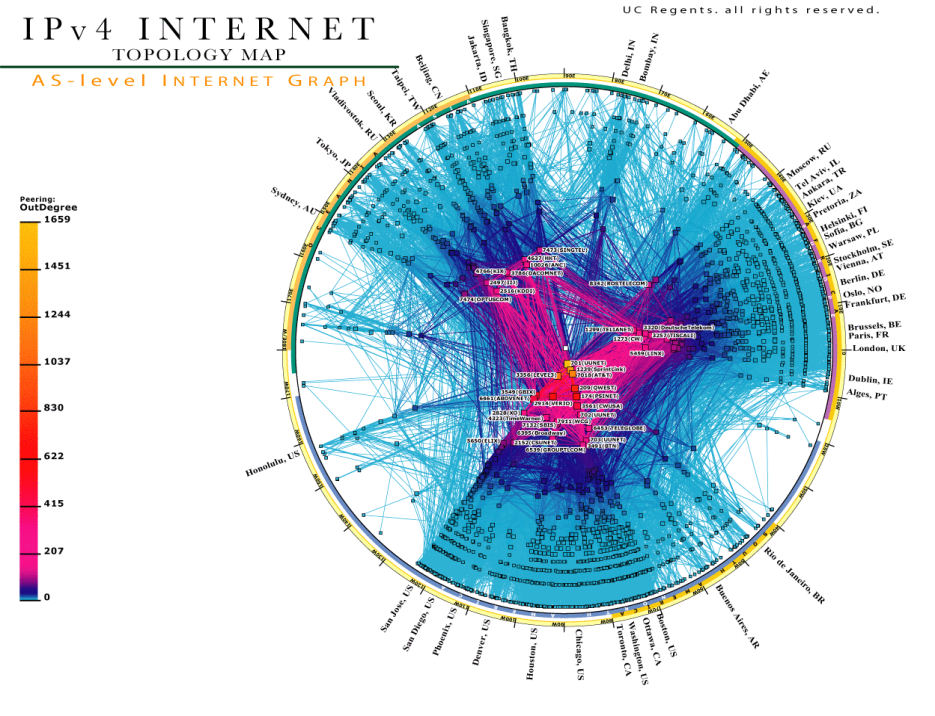 UC Regents. all rights reserved.
IPv4 INTERNET
TOPOLOGY MAP
AS-level INTERNET GRAPH
Peering:
OutDegree
1659
1451
1244
1037
830
622
415
207
0
Sydney, AU
Tokyo, JP
Vladivostok, RU
Seoul, KR
Taipei, TW
Beijing, CN
Jakarta, ID
Singapore, SG
Bangkok, TH
Delhi, IN
Bombay, IN
Abu Dhabi, AE
Moscow, RU
Tel Aviv, IL
Ankara, TR
Kiev, UA
Pretoria, ZA
Helsinki, FI
Sofia, BG
Warsaw, PL
Stockholm, SE
Vienna, AT
Berlin, DE
Oslo, NO
Frankfurt, DE
Brussels, BE
Paris, FR
London, UK
Dublin, IE
Alges, PT
Rio de Janeiro, BR
Buenos Aires, AR
Boston, US
Ottawa, CA
Washington, US
Toronto, CA
Chicago, US
Houston, US
Denver, US
Phoenix, US
San Diego, US
San Jose, US
Honolulu, US
7473(SINGTEL)
4637(HKT)
4766(KIX)
3786(DACOMNET)
2497(IIJ)
2516(KDDI)
7474(OPTUSCOM)
8342(ROSTELECOM)
1299(TELIANET)
3320(DeutscheTelekom)
1273(CW)
3257(TISCALI)
5459(LINX)
701(UUNET)
1239(SprintLink)
7018(AT&T)
3356(LEVEL3)
209(QWEST)
174(PSINET)
3549(GBLX)
6461(ABOVENET)
2914(VERIO)
3561(CWUSA)
702(UUNET)
2828(XO)
4323(TimeWarner)
7132(SBIS)
7911(WCG)
6453(TELEGLOBE)
6395(Broadwing)
5650(ELIX)
2152(CSUNET)
703(UUNET)
3491(BTN)
6539(GROUPTLCOM)